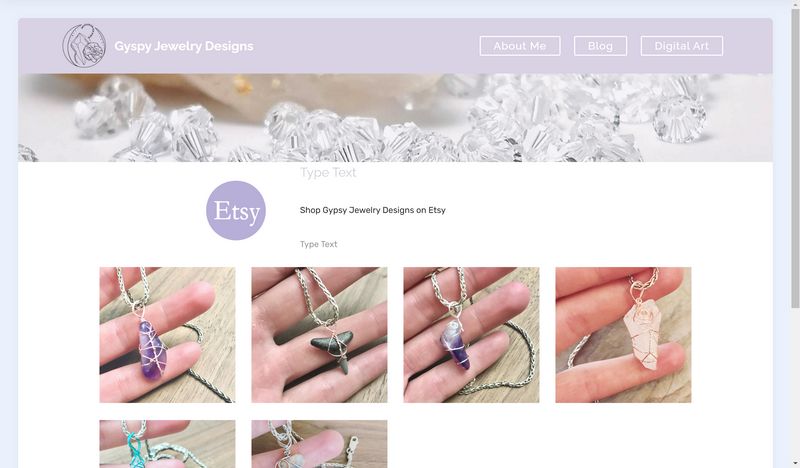 Gyspy Jewelry Designs
About Me
Blog
Digital Art
Type Text
Etsy
Shop Gypsy Jewelry Designs on Etsy
Type Text